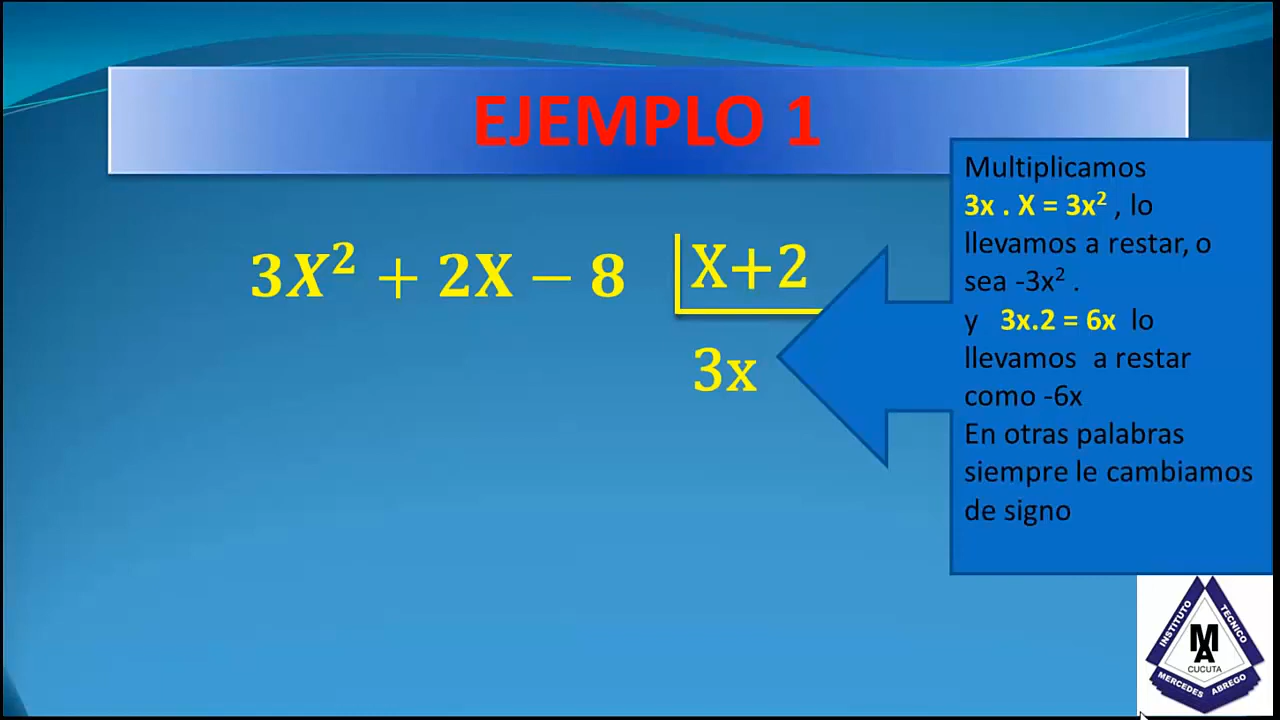 EJEMPLO 1
3X² + 2X − 8
X+2
3x
Multiplicamos
3x . X = 3x² , lo
llevamos a restar, o
sea -3x² .
y 3x.2 = 6x lo
llevamos a restar
como -6x
En otras palabras
siempre le cambiamos
de signo
INSTITUTO
TECNICO
MA
CUCUTA
MERCEDES
ABREGO